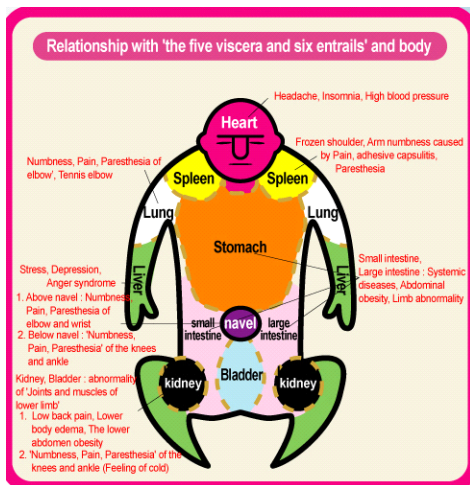 Relationship with 'the five viscera and six entrails' and body
Headache, Insomnia, High blood pressure
Heart
Frozen shoulder, Arm numbness caused
by Pain, adhesive capsulitis,
Paresthesia
Numbness, Pain, Paresthesia of
elbow', Tennis elbow
Spleen
Spleen
Lung
Lung
Stomach
Small intestine,
Large intestine : Systemic
diseases, Abdominal
obesity, Limb abnormality
Stress, Depression,
Anger syndrome
Liver
Liver
1. Above navel : Numbness,
Pain, Paresthesia of
elbow and wrist
2. Below navel : 'Numbness,
Pain, Paresthesia' of the knees
and ankle
small
intestine
navel
large
intestine
Bladder
kidney
kidney
Kidney, Bladder : abnormality
of 'Joints and muscles of
lower limb'
1. Low back pain, Lower
body edema, The lower
abdomen obesity
2. 'Numbness, Pain, Paresthesia' of the
knees and ankle (Feeling of cold)